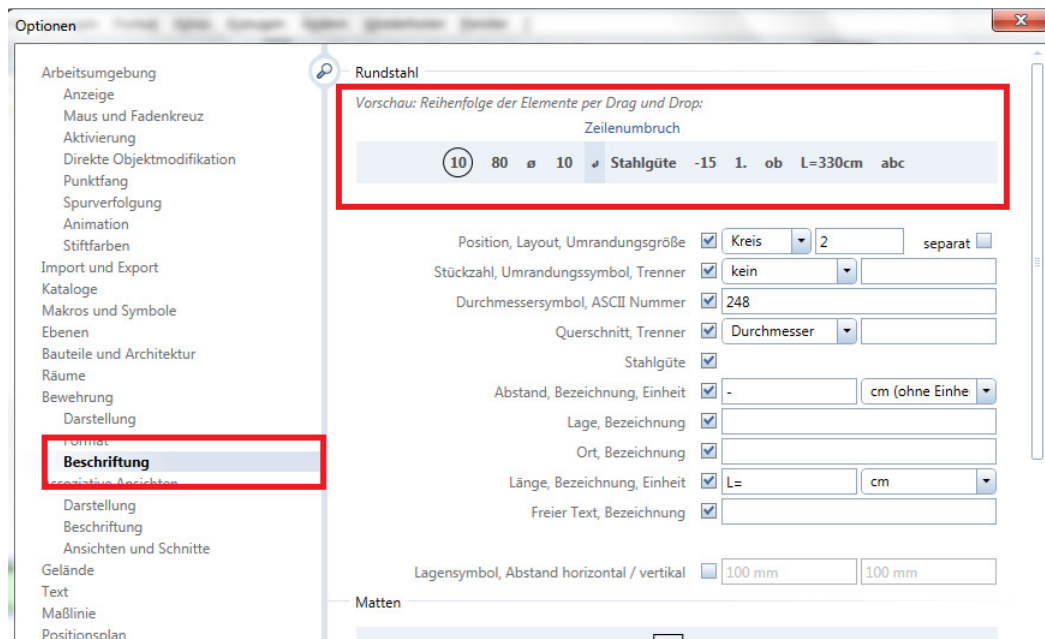 Optionen
Arbeitsumgebung
Anzeige
Maus und Fadenkreuz
Aktivierung
Direkte Objektmodifikation
Punktfang
Spurverfolgung
Animation
Stiftfarben
Import und Export
Kataloge
Makros und Symbole
Ebenen
Bauteile und Architektur
Räume
Bewehrung
Darstellung
Format
Beschriftung
Assoziative Ansichten
Darstellung
Beschriftung
Ansichten und Schnitte
Gelände
Text
Maßlinie
Positionsplan
Rundstahl
Vorschau: Reihenfolge der Elemente per Drag und Drop:
Zeilenumbruch
10 80 ø 10 Stahlgüte -15 1. ob L=330cm abc
Position, Layout, Umrandungsgröße Kreis 2 separat
Stückzahl, Umrandungssymbol, Trenner kein
Durchmessersymbol, ASCII Nummer 248
Querschnitt, Trenner Durchmesser
Stahlgüte
Abstand, Bezeichnung, Einheit - cm (ohne Einhe
Lage, Bezeichnung
Ort, Bezeichnung
Länge, Bezeichnung, Einheit L= cm
Freier Text, Bezeichnung
Lagensymbol, Abstand horizontal / vertikal 100 mm 100 mm
Matten